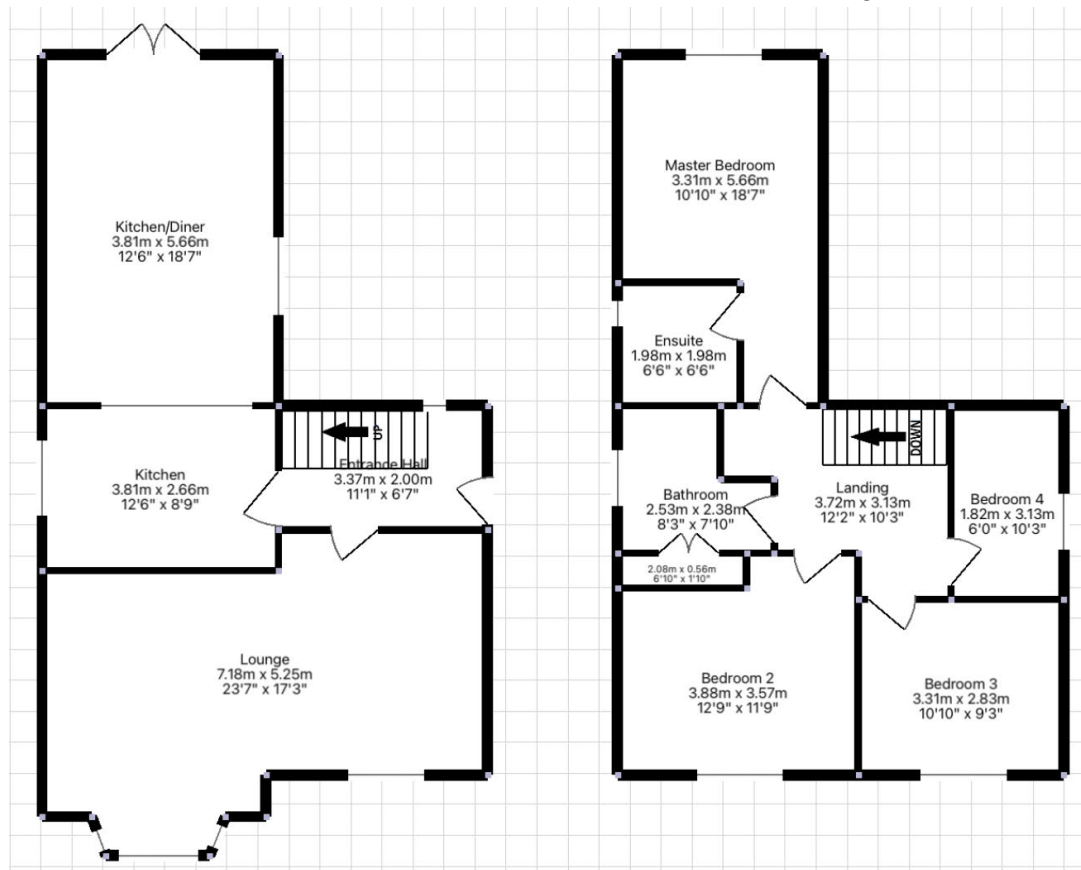 Kitchen/Diner
3.81m x 5.66m
12'6" x 18'7"
Kitchen
3.81m x 2.66m
12'6" x 8'9"
UP
Entrance Hall
3.37m x 2.00m
11'1" x 6'7"
Lounge
7.18m x 5.25m
23'7" x 17'3"
Master Bedroom
3.31m x 5.66m
10'10" x 18'7"
Ensuite
1.98m x 1.98m
6'6" x 6'6"
Bathroom
2.53m x 2.38m
8'3" x 7'10"
2.08m x 0.56m
6'10" x 1'10"
DOWN
Landing
3.72m x 3.13m
12'2" x 10'3"
Bedroom 4
1.82m x 3.13m
6'0" x 10'3"
Bedroom 2
3.88m x 3.57m
12'9" x 11'9"
Bedroom 3
3.31m x 2.83m
10'10" x 9'3"